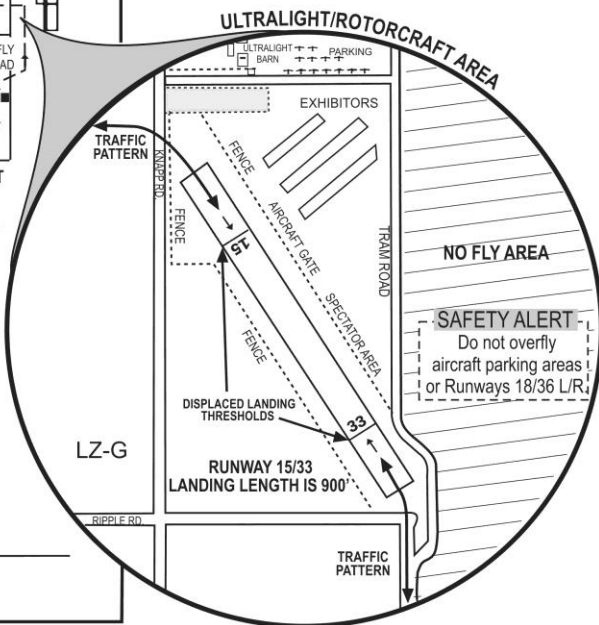 ULTRALIGHT/ROTORCRAFT AREA
ULTRALIGHT
BARN
PARKING
EXHIBITORS
TRAFFIC
PATTERN
KNAPP RD.
FENCE
FENCE
AIRCRAFT GATE
SPECTATOR AREA
TRAM ROAD
15
NO FLY AREA
SAFETY ALERT
Do not overfly
aircraft parking areas
or Runways 18/36 L/R.
FENCE
DISPLACED LANDING
THRESHOLDS
33
LZ-G
RUNWAY 15/33
LANDING LENGTH IS 900'
RIPPLE RD.
TRAFFIC
PATTERN